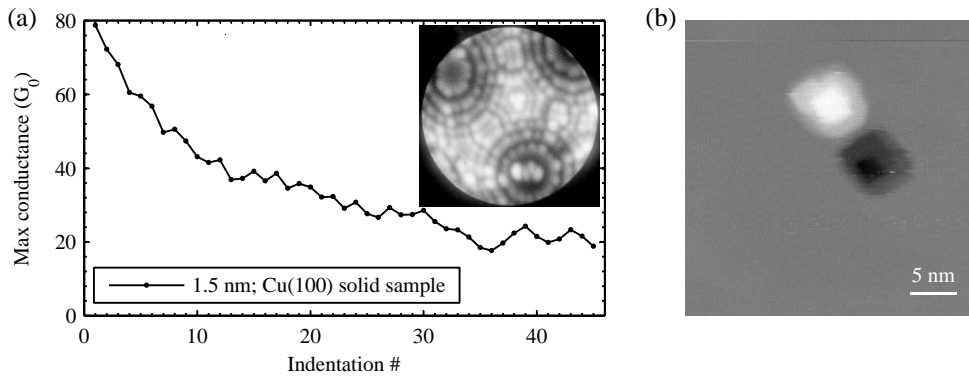 (a)
80
60
40
20
0
Max conductance (G₀)
1.5 nm; Cu(100) solid sample
0 10 20 30 40
Indentation #
(b)
5 nm